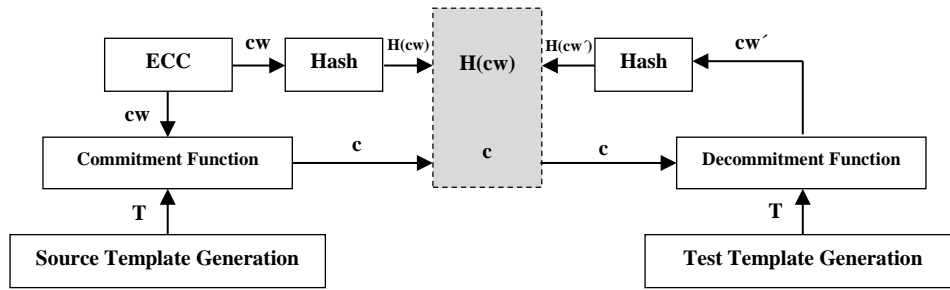 cw
H(cw)
H(cw´)
cw´
ECC
Hash
H(cw)
Hash
cw
Commitment Function
c
c
c
Decommitment Function
T
T
Source Template Generation
Test Template Generation